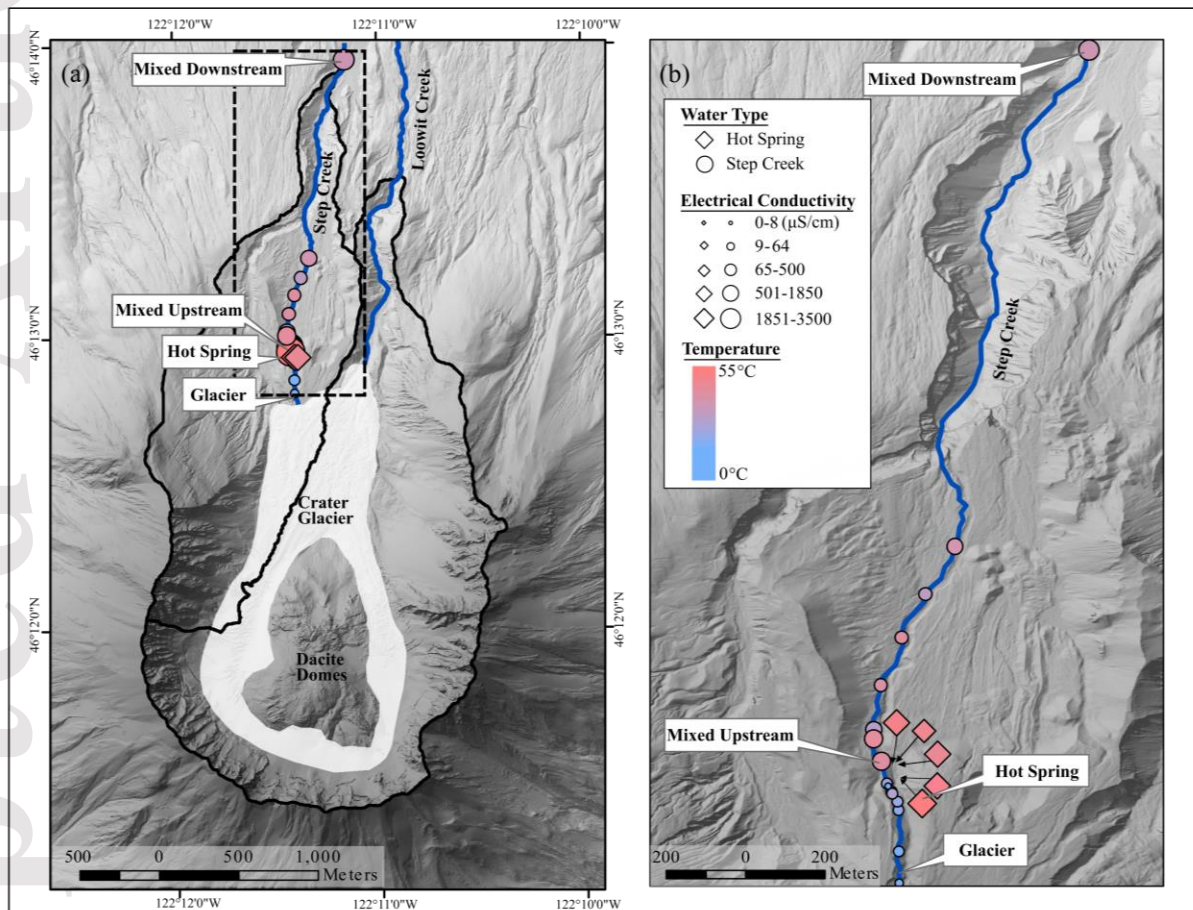 122°12'0"W
122°11'0"W
122°10'0"W
46°14'0"N
46°14'0"N
(a)
Mixed Downstream
Loowit Creek
Step Creek
Mixed Upstream
46°13'0"N
46°13'0"N
Hot Spring
Glacier
Crater
Glacier
46°12'0"N
46°12'0"N
Dacite
Domes
500 0 500 1,000
Meters
122°12'0"W
122°11'0"W
122°10'0"W
(b)
Mixed Downstream
Water Type
Hot Spring
Step Creek
Electrical Conductivity
0-8 (µS/cm)
9-64
65-500
501-1850
1851-3500
Temperature
55°C
0°C
Step Creek
Mixed Upstream
Hot Spring
Glacier
200 0 200
Meters